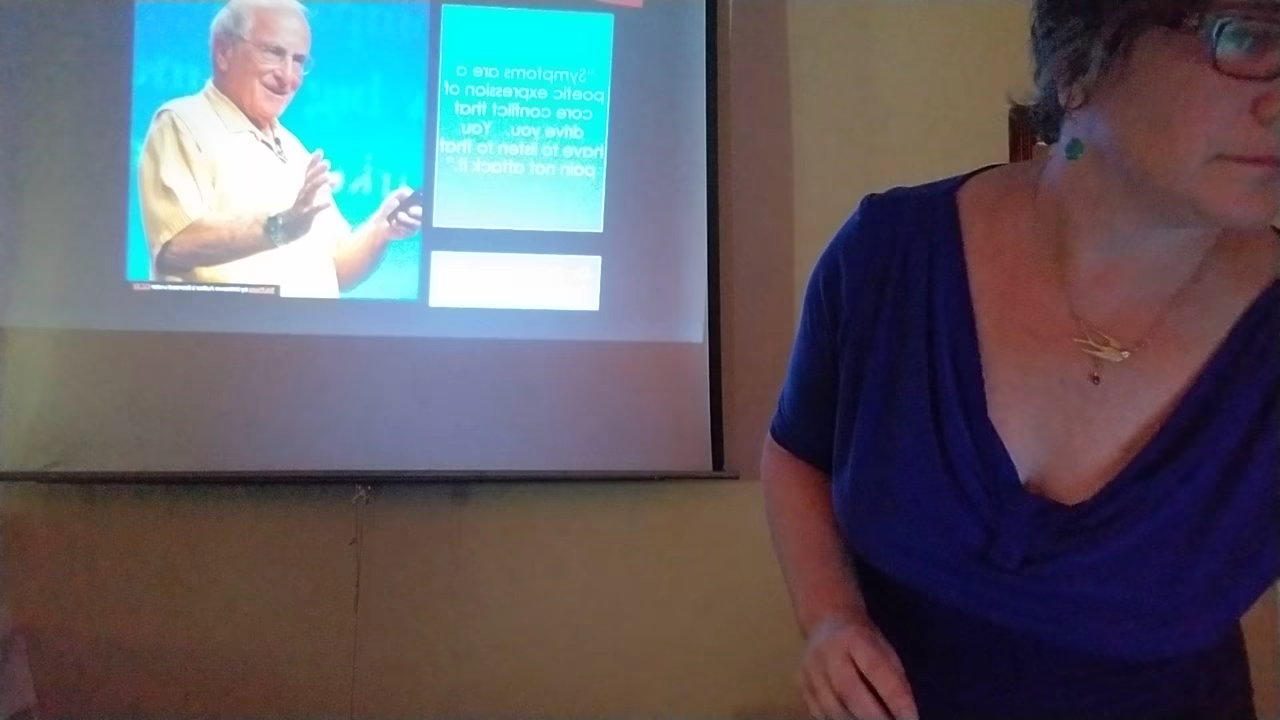 "Symptoms are a
poetic expression of
core conflict that
drive you. You
have to listen to that
pain not attack it."